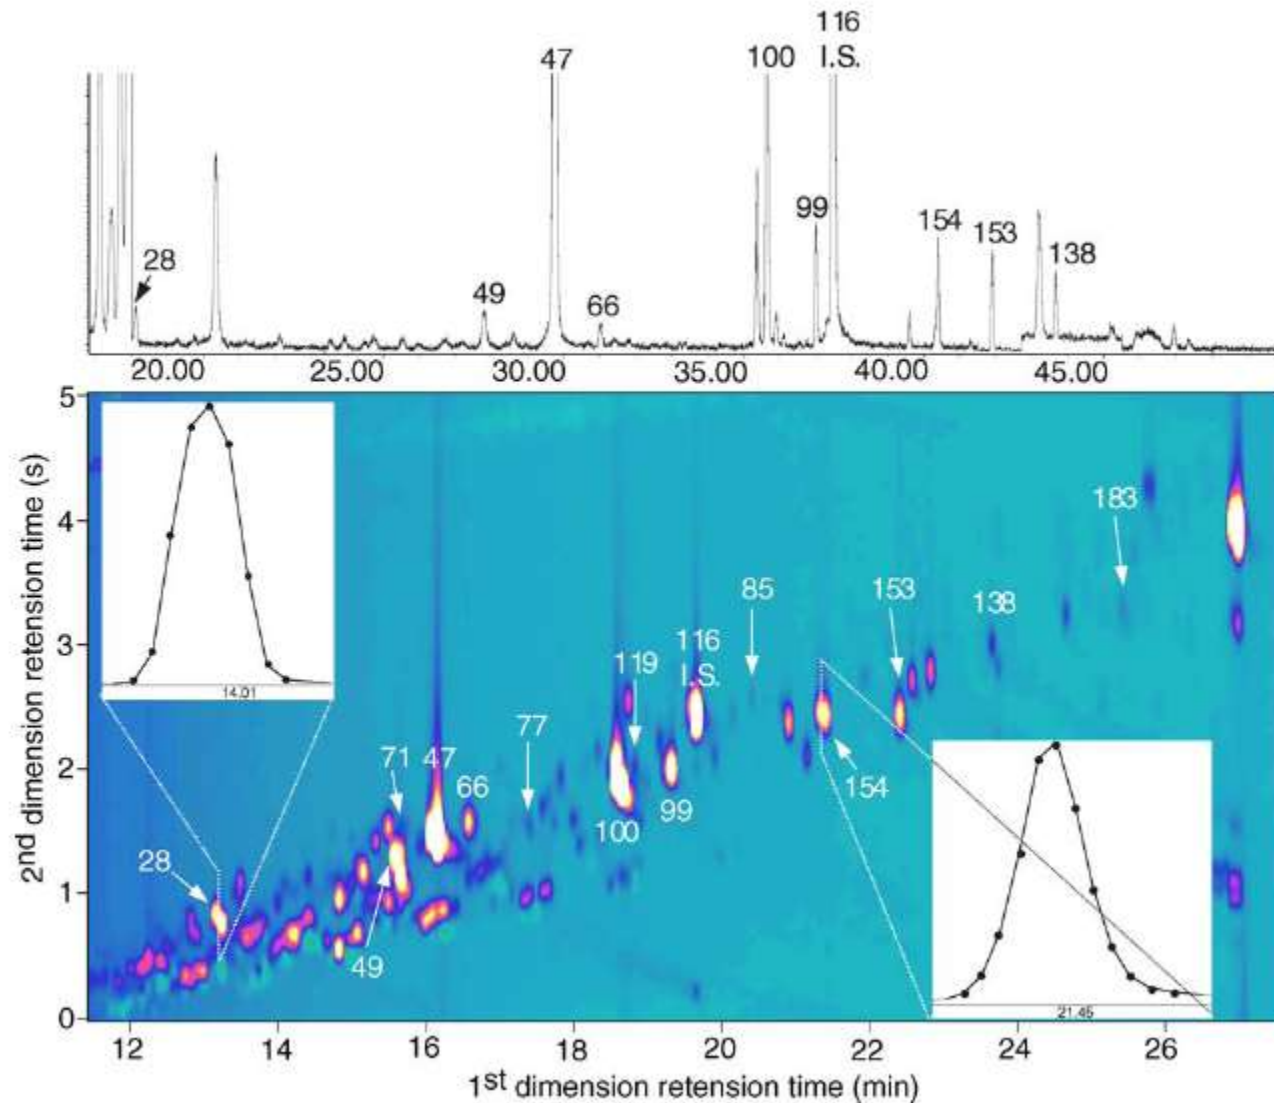 116
47 100 I.S.
99 154 153 138
28 49 66
20.00 25.00 30.00 35.00 40.00 45.00
5
4
3
2
1
0
2nd dimension retension time (s)
14.01
183
85 153 138
116
119 I.S.
77
71 47 66
154
99
100
28
49
21.45
12 14 16 18 20 22 24 26
1st dimension retension time (min)